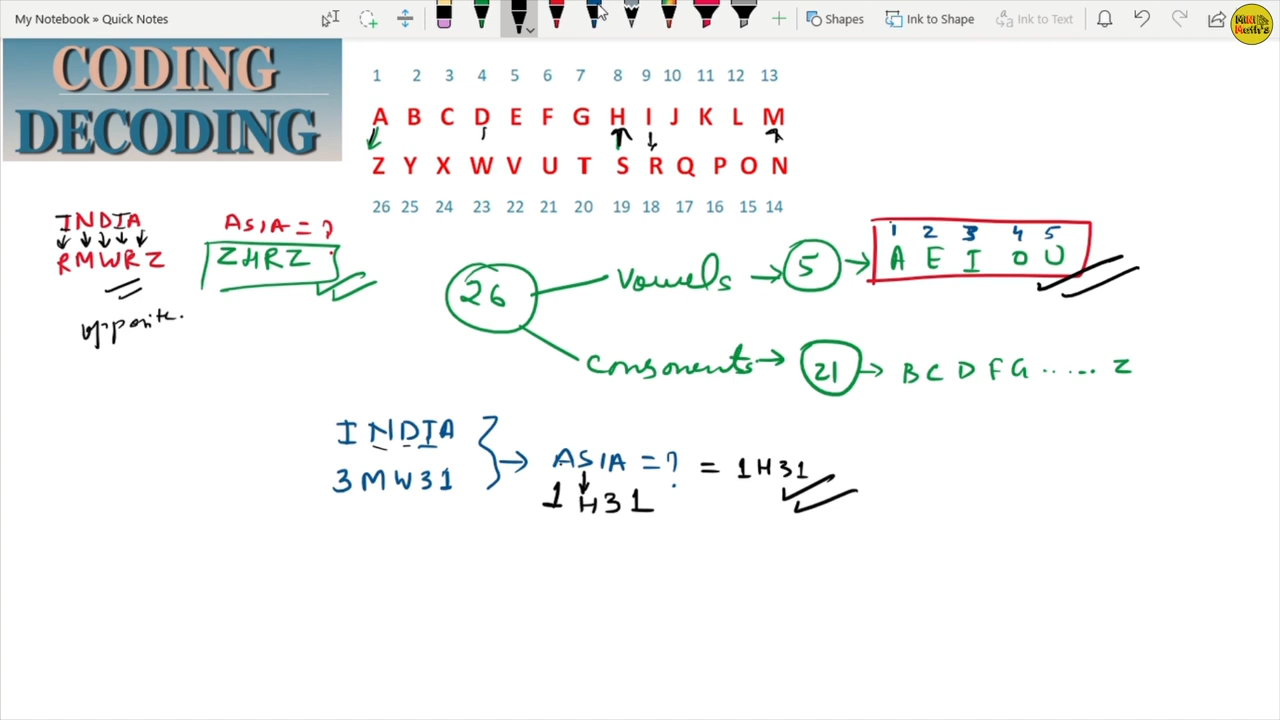 My Notebook » Quick Notes
Shapes
Ink to Shape
Ink to Text
MiKU Math's
CODING
DECODING
1 2 3 4 5 6 7 8 9 10 11 12 13
A B C D E F G H I J K L M
Z Y X W V U T S R Q P O N
26 25 24 23 22 21 20 19 18 17 16 15 14
INDIA
RMWRZ
opposite.
ASIA = ?
ZHRZ
26
Vowels → 5 →
1 2 3 4 5
A E I O U
Consonents → 21 → B C D F G ...... Z
INDIA
3MW31
→ ASIA = ? = 1H31
1H31